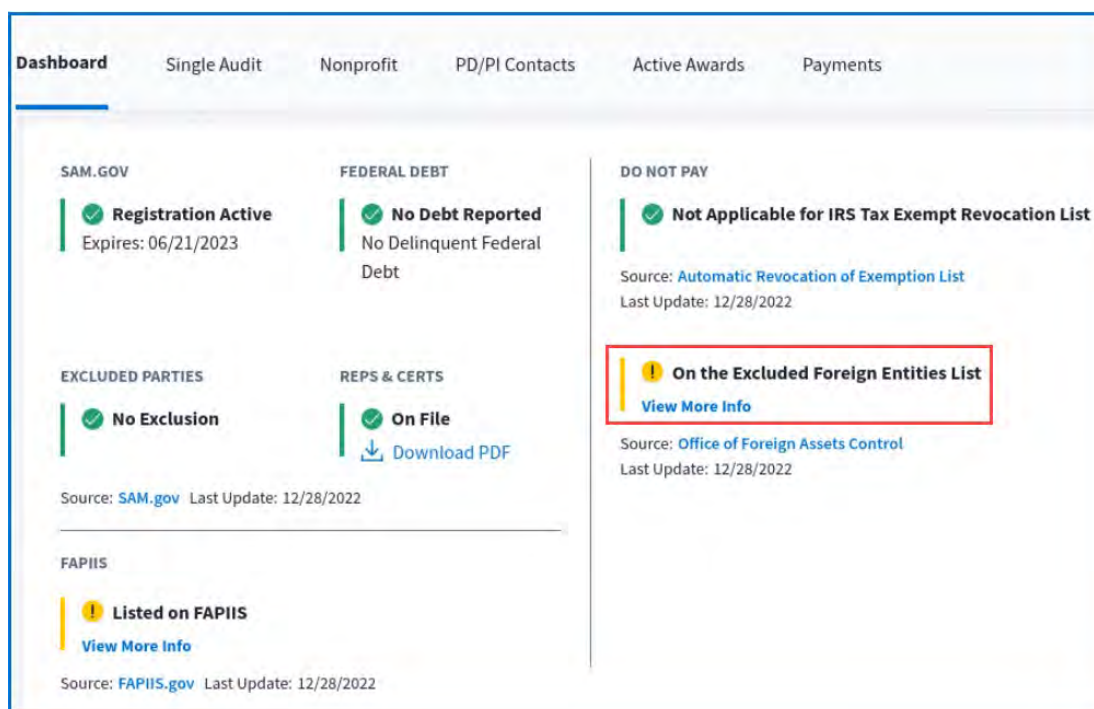 Dashboard Single Audit Nonprofit PD/PI Contacts Active Awards Payments
SAM.GOV
Registration Active
Expires: 06/21/2023
FEDERAL DEBT
No Debt Reported
No Delinquent Federal
Debt
EXCLUDED PARTIES
No Exclusion
REPS & CERTS
On File
Download PDF
Source: SAM.gov Last Update: 12/28/2022
FAPIIS
! Listed on FAPIIS
View More Info
Source: FAPIIS.gov Last Update: 12/28/2022
DO NOT PAY
Not Applicable for IRS Tax Exempt Revocation List
Source: Automatic Revocation of Exemption List
Last Update: 12/28/2022
! On the Excluded Foreign Entities List
View More Info
Source: Office of Foreign Assets Control
Last Update: 12/28/2022